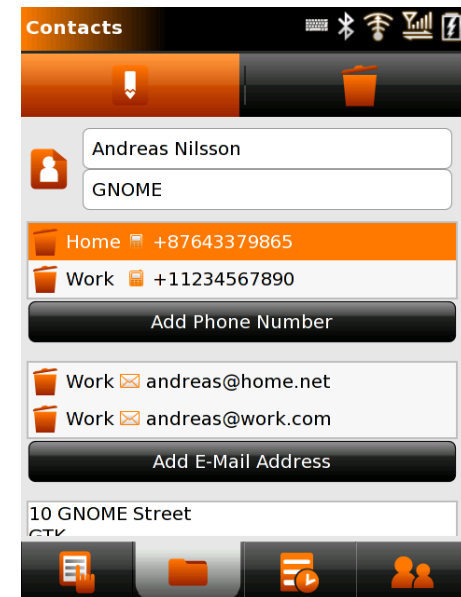 Contacts
Andreas Nilsson
GNOME
Home +87643379865
Work +11234567890
Add Phone Number
Work andreas@home.net
Work andreas@work.com
Add E-Mail Address
10 GNOME Street
GTK